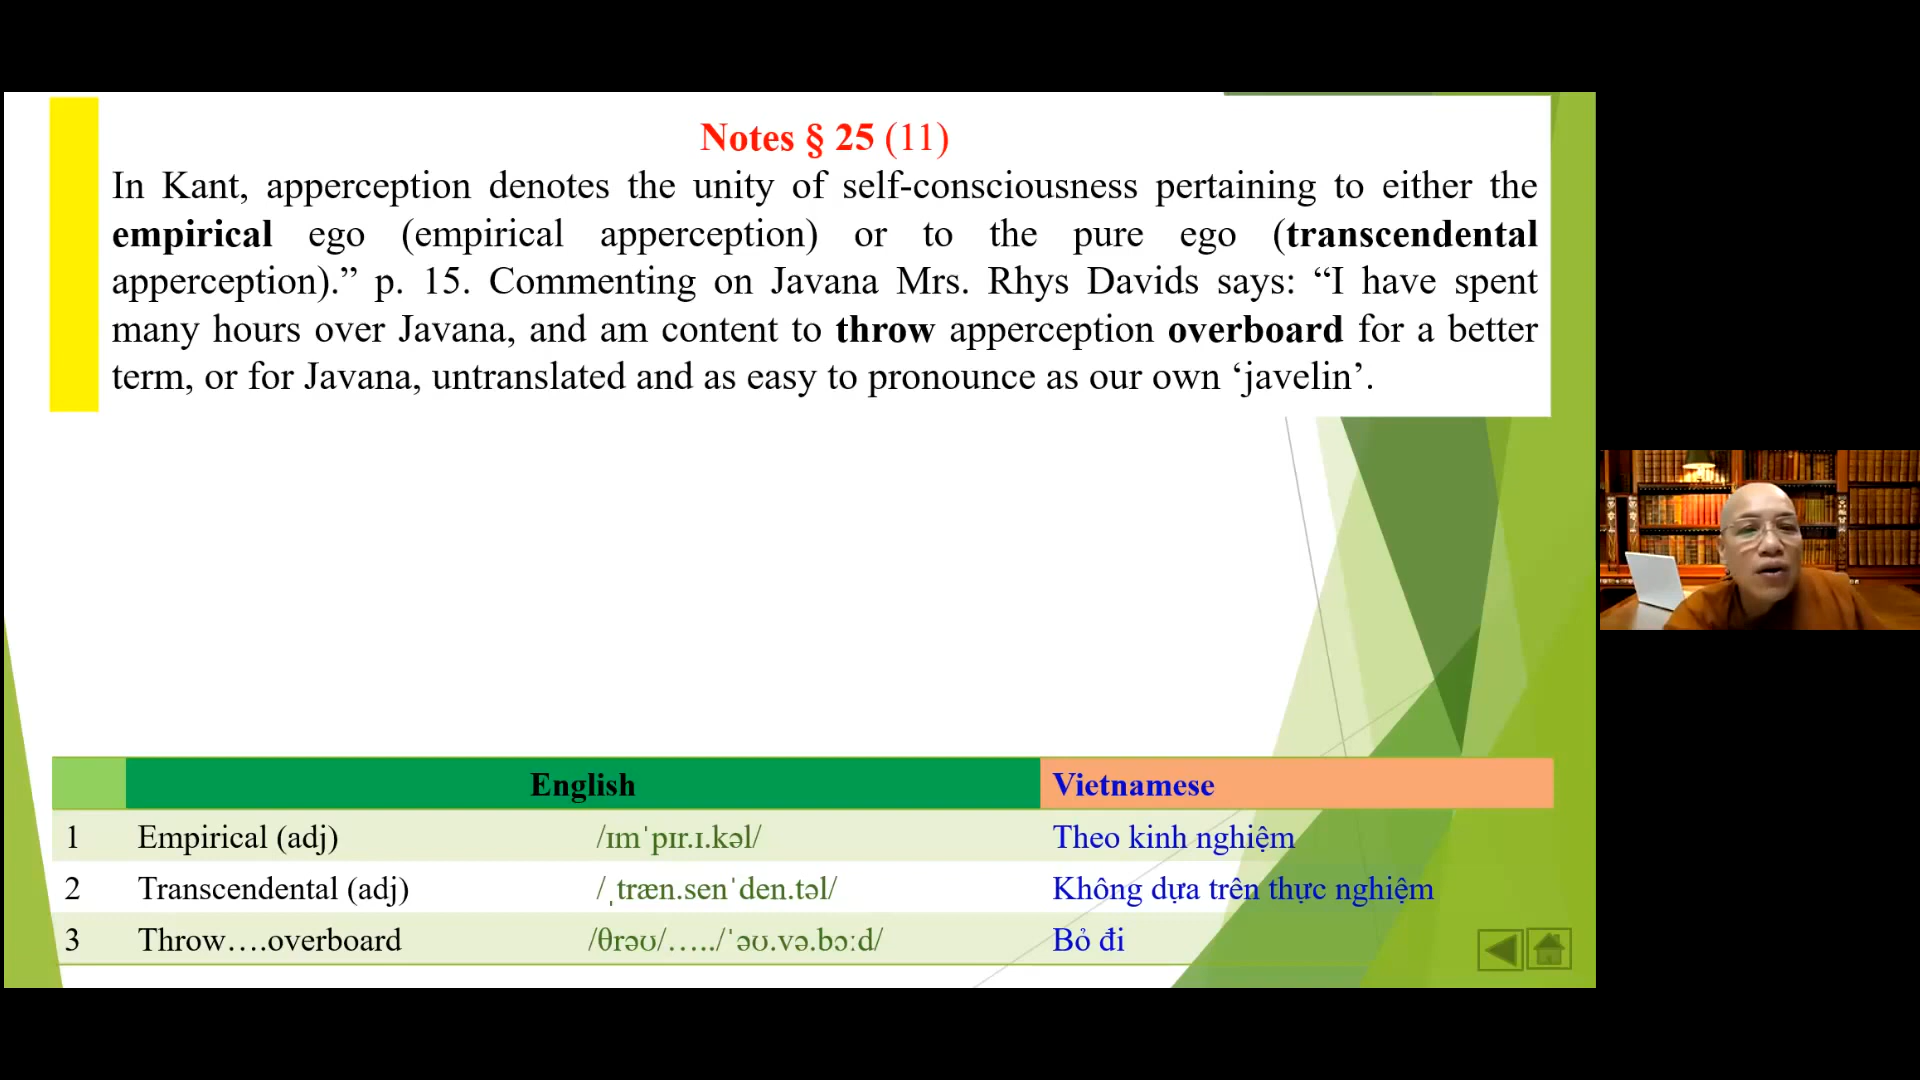 Notes § 25 (11)
In Kant, apperception denotes the unity of self-consciousness pertaining to either the
empirical ego (empirical apperception) or to the pure ego (transcendental
apperception).” p. 15. Commenting on Javana Mrs. Rhys Davids says: “I have spent
many hours over Javana, and am content to throw apperception overboard for a better
term, or for Javana, untranslated and as easy to pronounce as our own ‘javelin’.
English Vietnamese
1 Empirical (adj) /ɪmˈpɪr.ɪ.kəl/ Theo kinh nghiệm
2 Transcendental (adj) /ˌtræn.senˈden.təl/ Không dựa trên thực nghiệm
3 Throw….overboard /θrəʊ/…../ˈəʊ.və.bɔːd/ Bỏ đi